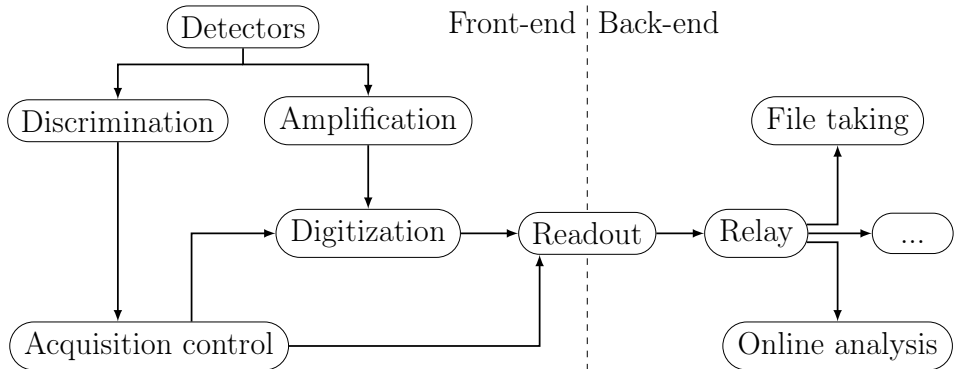 Detectors
Front-end
Back-end
Discrimination
Amplification
File taking
Digitization
Readout
Relay
...
Acquisition control
Online analysis